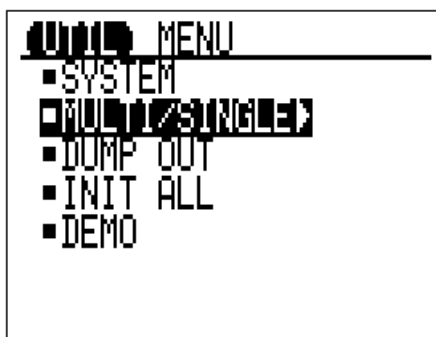 UTIL MENU
SYSTEM
MULTI/SINGLE
DUMP OUT
INIT ALL
DEMO